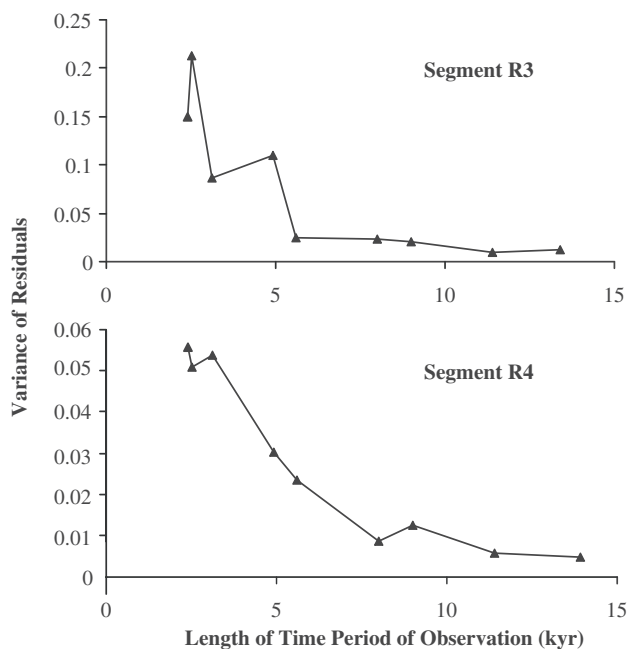 0.25
0.2
0.15
0.1
0.05
0
0 5 10 15
Segment R3
Variance of Residuals
0.06
0.05
0.04
0.03
0.02
0.01
0
0 5 10 15
Segment R4
Length of Time Period of Observation (kyr)